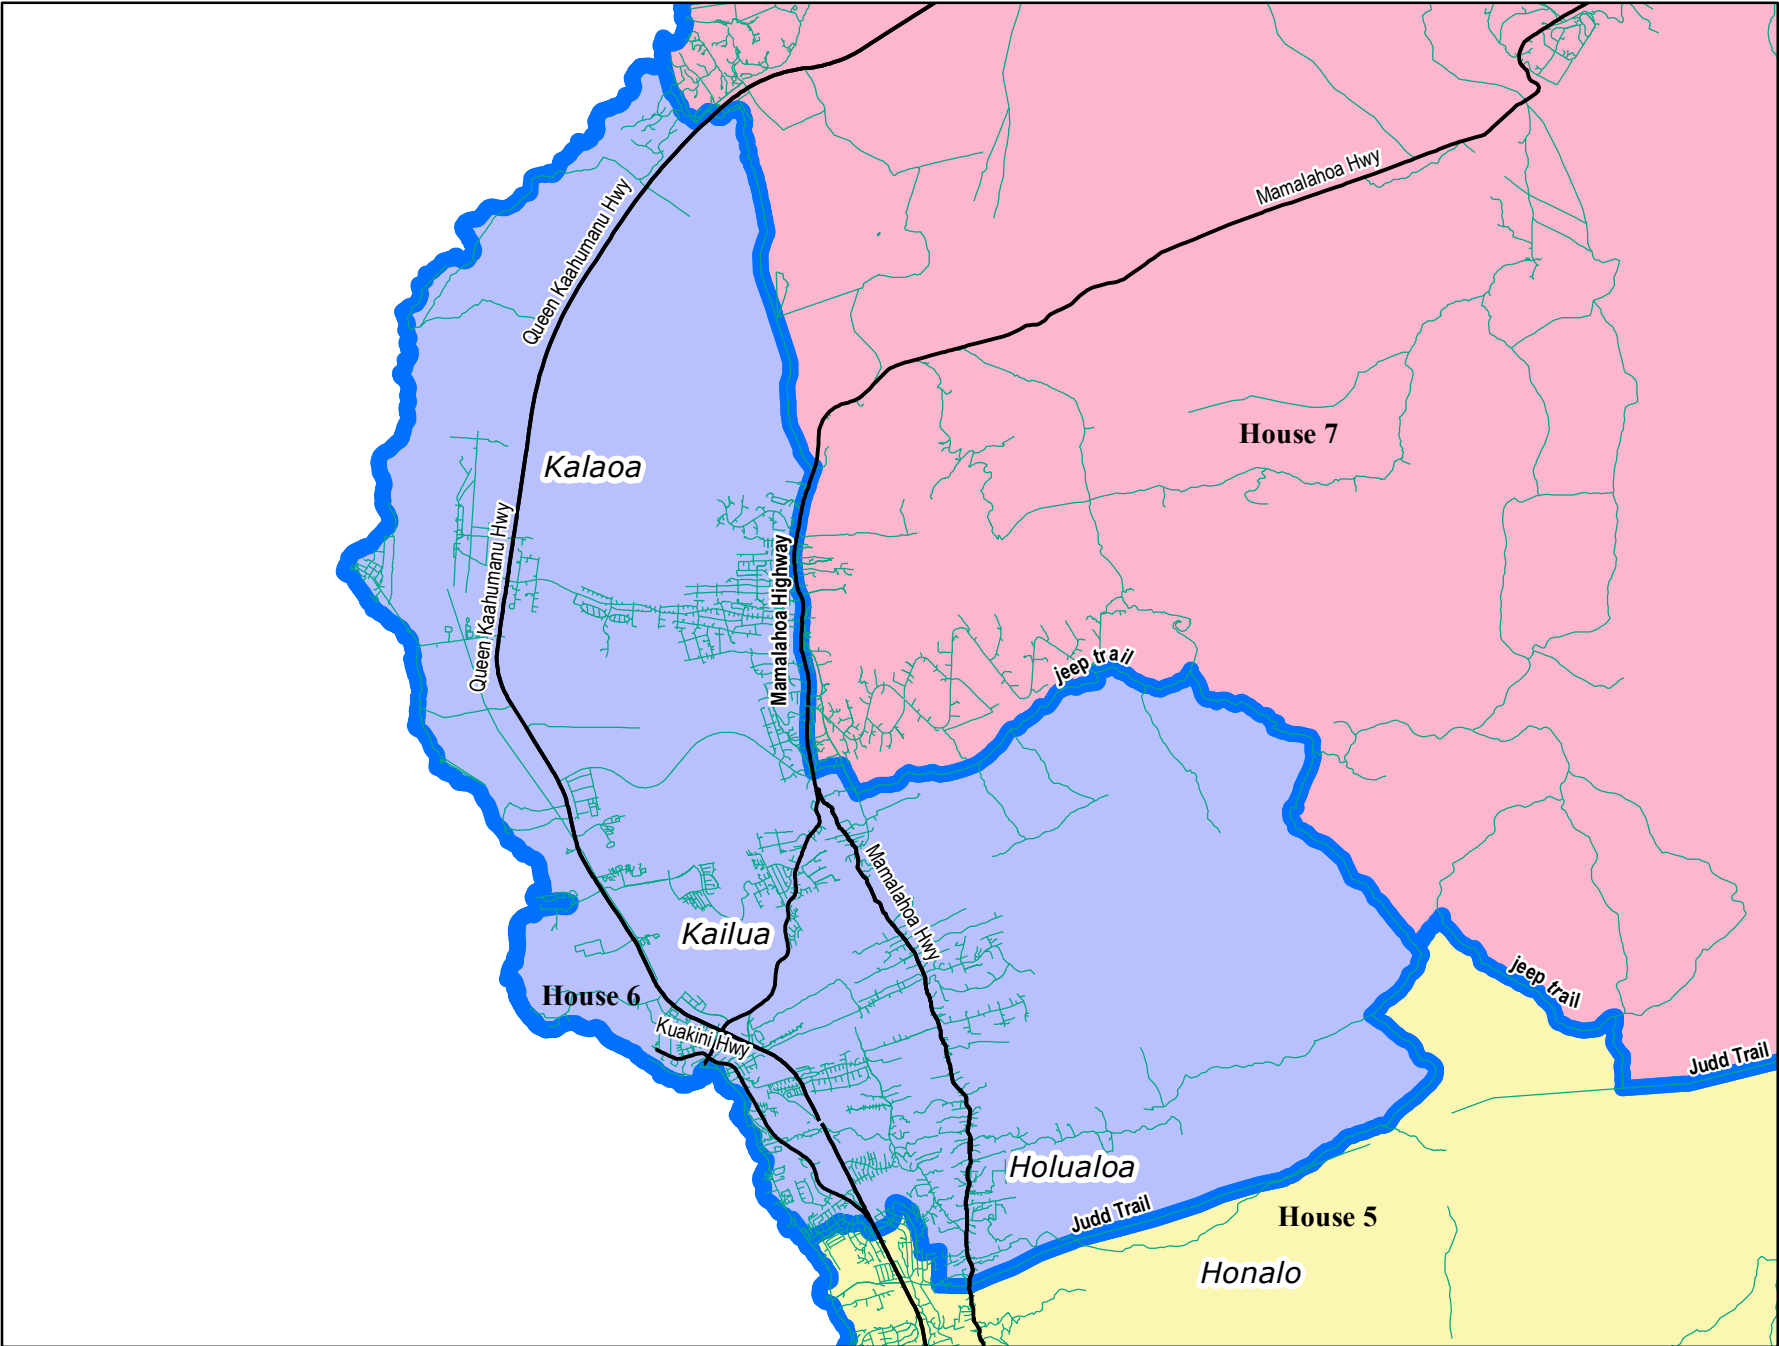 Mamalahoa Hwy
Queen Kaahumanu Hwy
House 7
Kalaoa
Queen Kaahumanu Hwy
Mamalahoa Highway
jeep trail
Mamalahoa Hwy
Kailua
jeep trail
House 6
Kuakini Hwy
Judd Trail
Holualoa
Judd Trail
House 5
Honalo